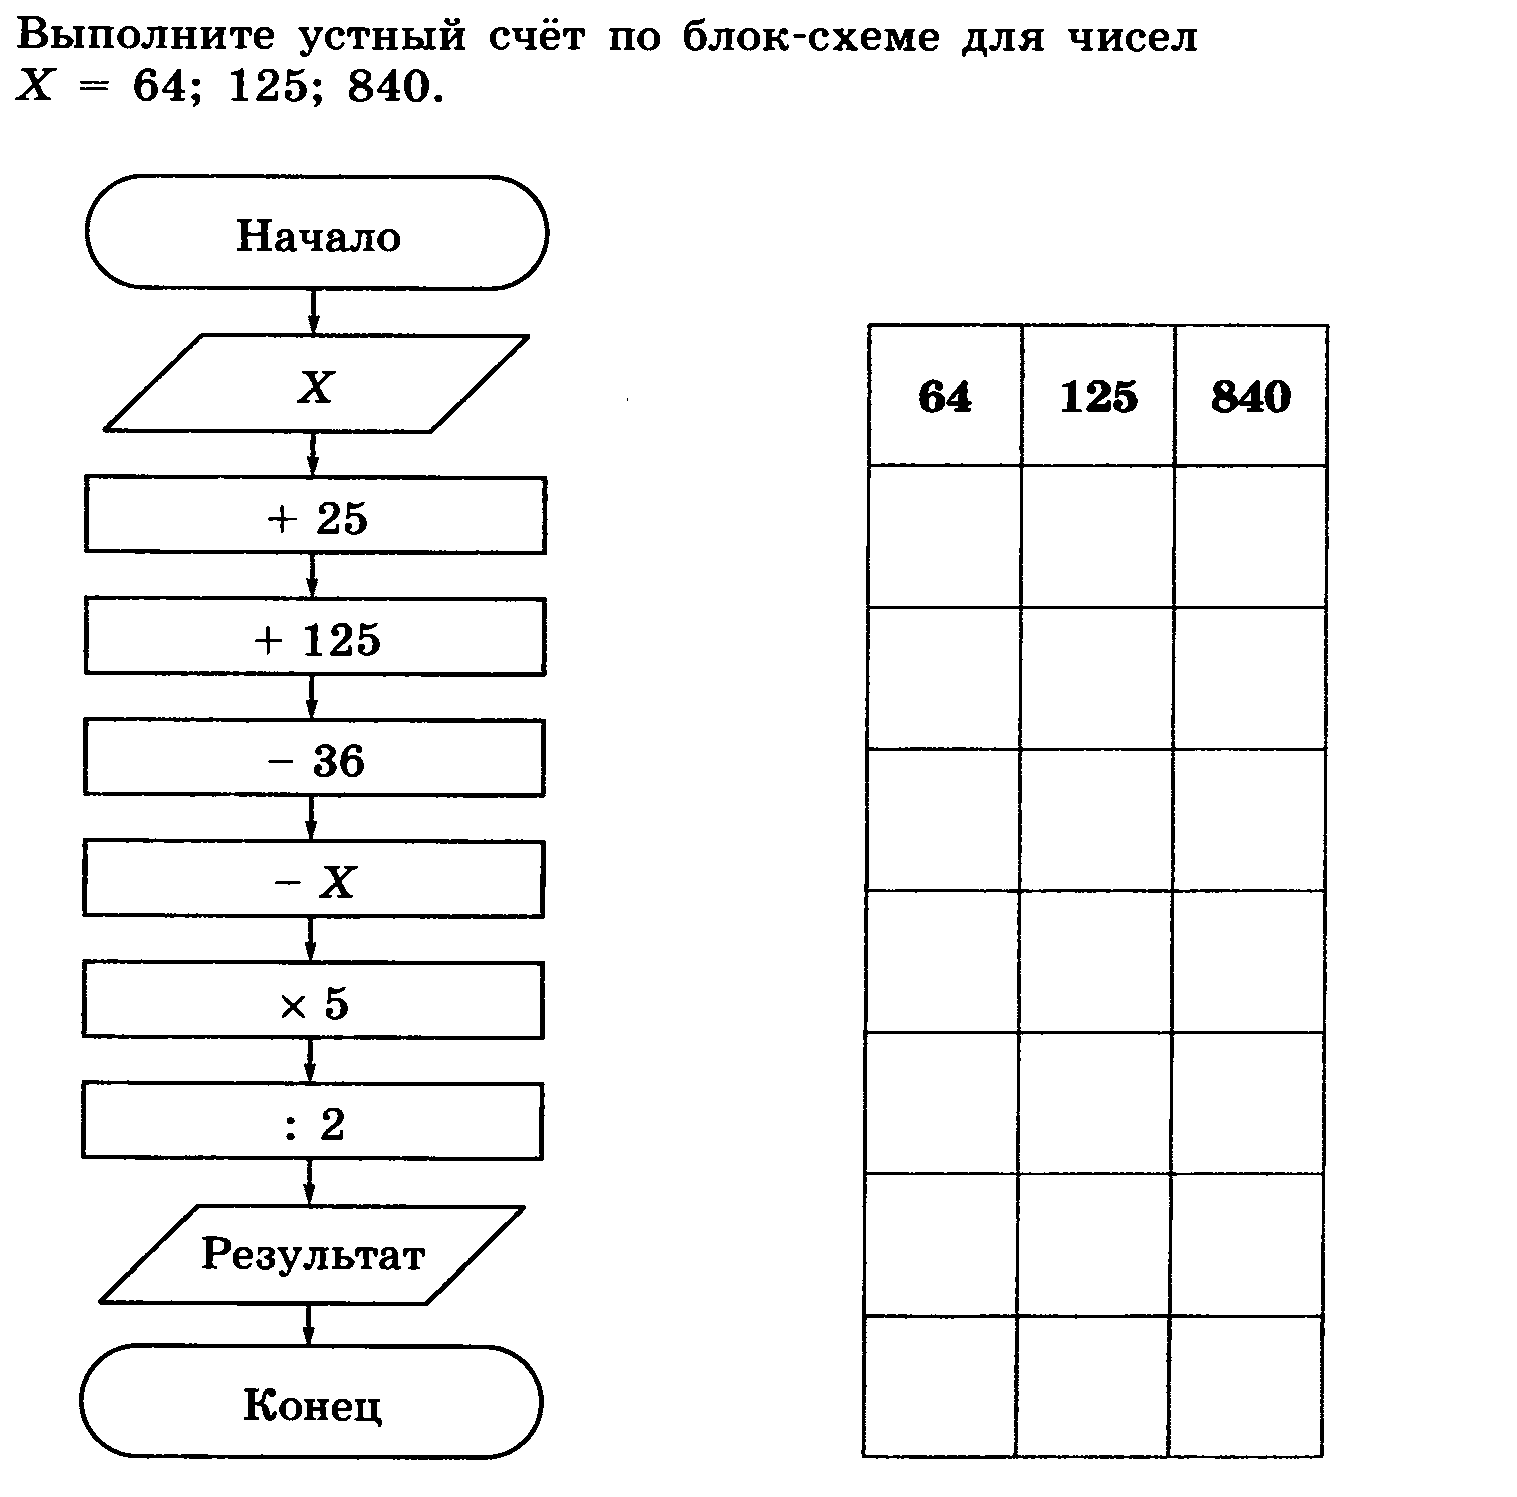 Выполните устный счёт по блок-схеме для чисел
X = 64; 125; 840.
Начало
X
+ 25
+ 125
– 36
– X
× 5
: 2
Результат
Конец
64 125 840